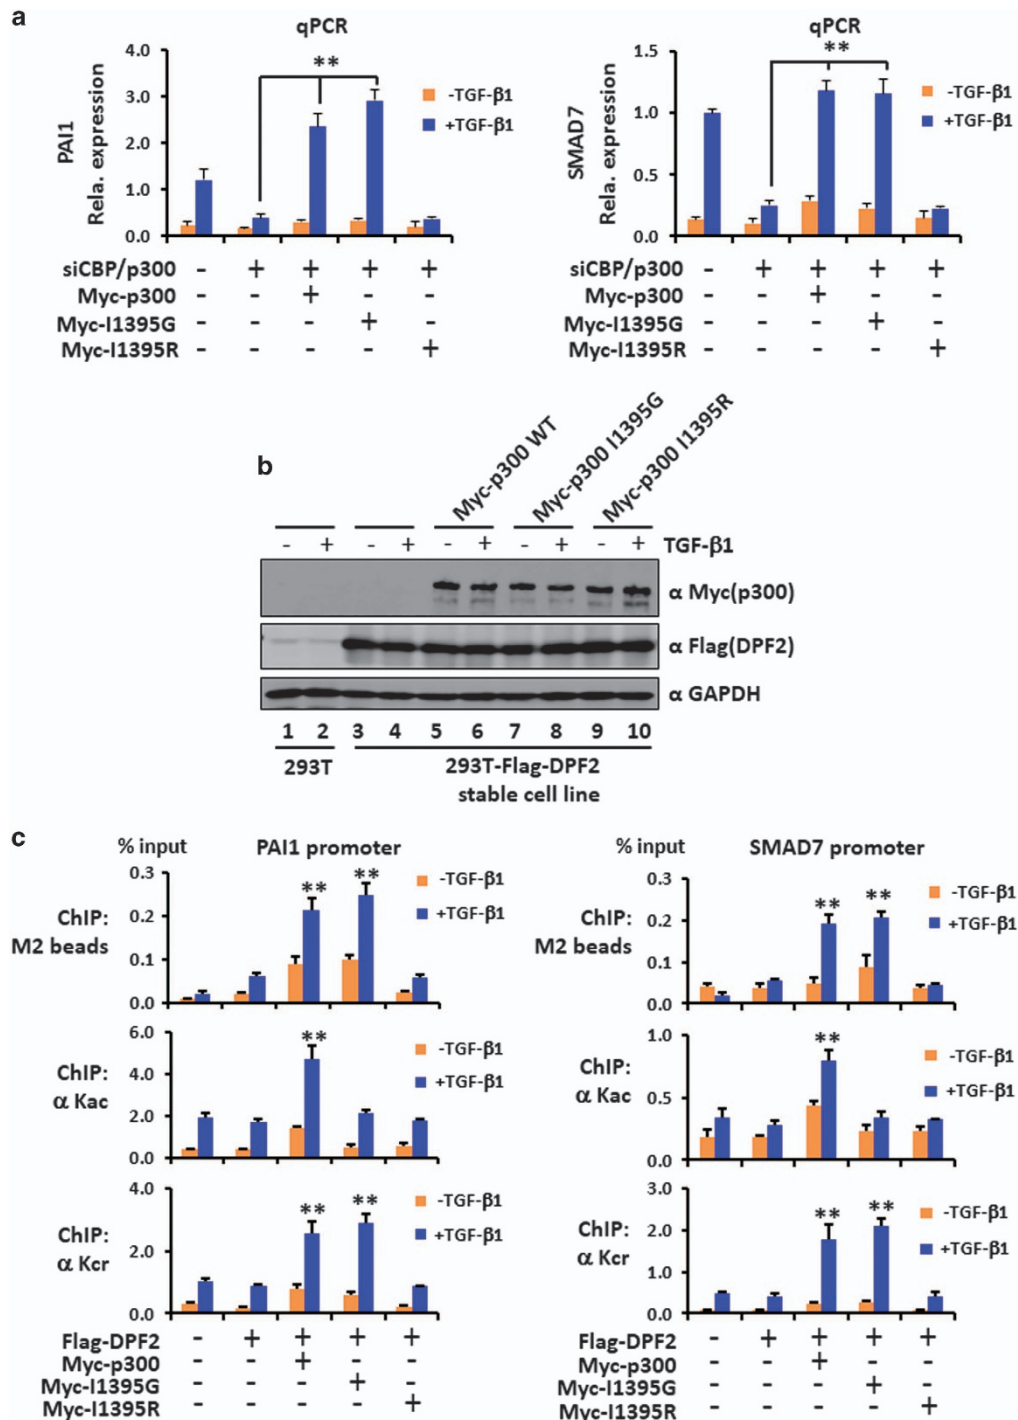 a
qPCR
PAI1
Rela. expression
4.0
3.0
2.0
1.0
0.0
**
-TGF-β1
+TGF-β1
siCBP/p300 - + + + +
Myc-p300 - - + - -
Myc-I1395G - - - + -
Myc-I1395R - - - - +
qPCR
SMAD7
Rela. expression
1.5
1.0
0.5
0.0
**
-TGF-β1
+TGF-β1
siCBP/p300 - + + + +
Myc-p300 - - + - -
Myc-I1395G - - - + -
Myc-I1395R - - - - +
b
Myc-p300 WT
Myc-p300 I1395G
Myc-p300 I1395R
- + - + - + - + - + TGF-β1
α Myc(p300)
α Flag(DPF2)
α GAPDH
1 2 3 4 5 6 7 8 9 10
293T
293T-Flag-DPF2
stable cell line
c
% input PAI1 promoter
ChIP:
M2 beads
0.3
0.2
0.1
0.0
** **
-TGF-β1
+TGF-β1
ChIP:
α Kac
6.0
4.0
2.0
0.0
**
-TGF-β1
+TGF-β1
ChIP:
α Kcr
4.0
2.0
0.0
** **
-TGF-β1
+TGF-β1
Flag-DPF2 - + + + +
Myc-p300 - - + - -
Myc-I1395G - - - + -
Myc-I1395R - - - - +
% input SMAD7 promoter
ChIP:
M2 beads
0.3
0.2
0.1
0.0
** **
-TGF-β1
+TGF-β1
ChIP:
α Kac
1.0
0.5
0.0
**
-TGF-β1
+TGF-β1
ChIP:
α Kcr
3.0
2.0
1.0
0.0
** **
-TGF-β1
+TGF-β1
Flag-DPF2 - + + + +
Myc-p300 - - + - -
Myc-I1395G - - - + -
Myc-I1395R - - - - +